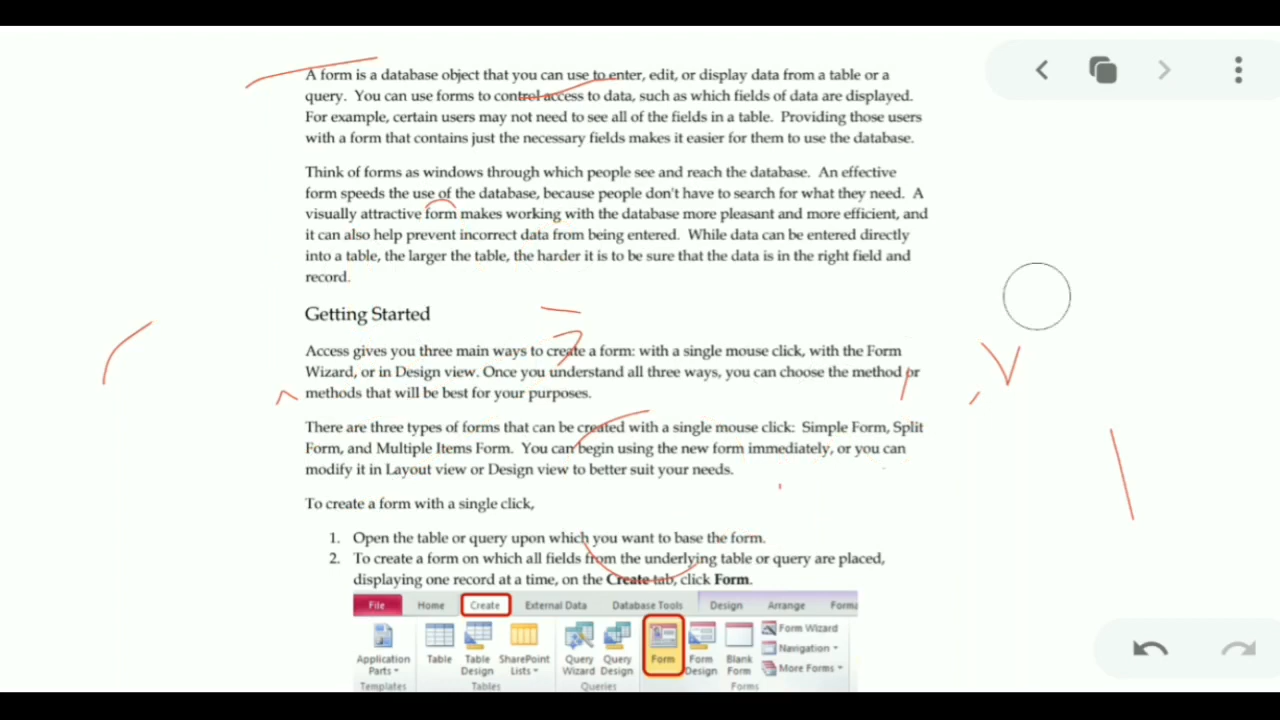 A form is a database object that you can use to enter, edit, or display data from a table or a
query. You can use forms to control access to data, such as which fields of data are displayed.
For example, certain users may not need to see all of the fields in a table. Providing those users
with a form that contains just the necessary fields makes it easier for them to use the database.
Think of forms as windows through which people see and reach the database. An effective
form speeds the use of the database, because people don't have to search for what they need. A
visually attractive form makes working with the database more pleasant and more efficient, and
it can also help prevent incorrect data from being entered. While data can be entered directly
into a table, the larger the table, the harder it is to be sure that the data is in the right field and
record.
Getting Started
Access gives you three main ways to create a form: with a single mouse click, with the Form
Wizard, or in Design view. Once you understand all three ways, you can choose the method or
methods that will be best for your purposes.
There are three types of forms that can be created with a single mouse click: Simple Form, Split
Form, and Multiple Items Form. You can begin using the new form immediately, or you can
modify it in Layout view or Design view to better suit your needs.
To create a form with a single click,
1. Open the table or query upon which you want to base the form.
2. To create a form on which all fields from the underlying table or query are placed,
displaying one record at a time, on the Create tab, click Form.
File Home Create External Data Database Tools Design Arrange Forma
Application Parts Table Table Design SharePoint Lists Query Wizard Query Design Form Form Design Blank Form Form Wizard Navigation More Forms
Templates Tables Queries Forms